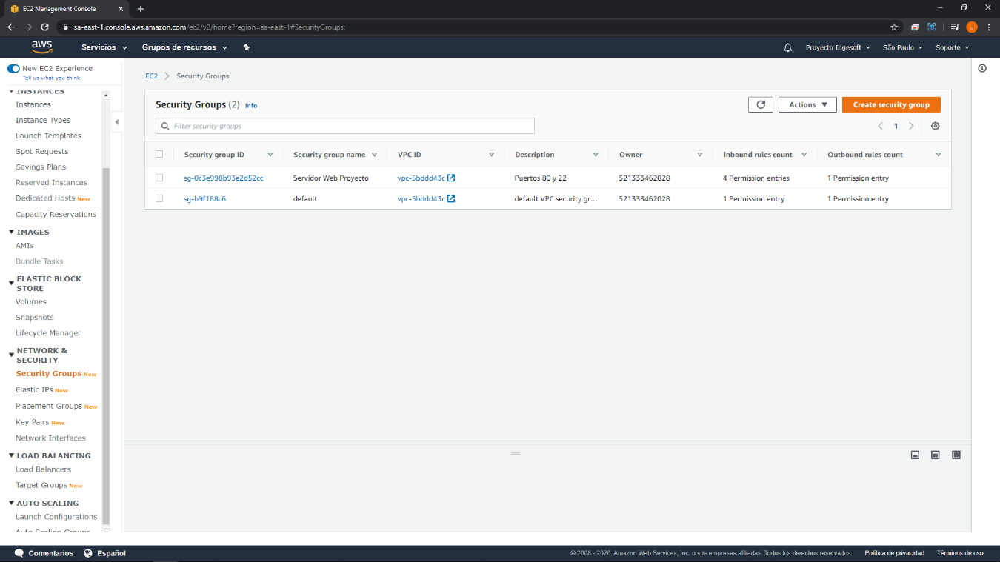 EC2 Management Console
sa-east-1.console.aws.amazon.com/ec2/v2/home?region=sa-east-1#SecurityGroups:
J
aws
Servicios
Grupos de recursos
Proyecto Ingesoft
São Paulo
Soporte
New EC2 Experience
Tell us what you think
INSTANCES
Instances
Instance Types
Launch Templates
Spot Requests
Savings Plans
Reserved Instances
Dedicated Hosts New
Capacity Reservations
IMAGES
AMIs
Bundle Tasks
ELASTIC BLOCK
STORE
Volumes
Snapshots
Lifecycle Manager
NETWORK &
SECURITY
Security Groups New
Elastic IPs New
Placement Groups New
Key Pairs New
Network Interfaces
LOAD BALANCING
Load Balancers
Target Groups New
AUTO SCALING
Launch Configurations
Auto Scaling Groups
EC2 > Security Groups
Security Groups (2) Info
Actions
Create security group
Filter security groups
1
Security group ID Security group name VPC ID Description Owner Inbound rules count Outbound rules count
sg-0c3e998b93e2d52cc Servidor Web Proyecto vpc-5bddd43c Puertos 80 y 22 521333462028 4 Permission entries 1 Permission entry
sg-b9f188c6 default vpc-5bddd43c default VPC security gr... 521333462028 1 Permission entry 1 Permission entry
Comentarios
Español
© 2008 - 2020, Amazon Web Services, Inc. o sus empresas afiliadas. Todos los derechos reservados.
Política de privacidad
Términos de uso